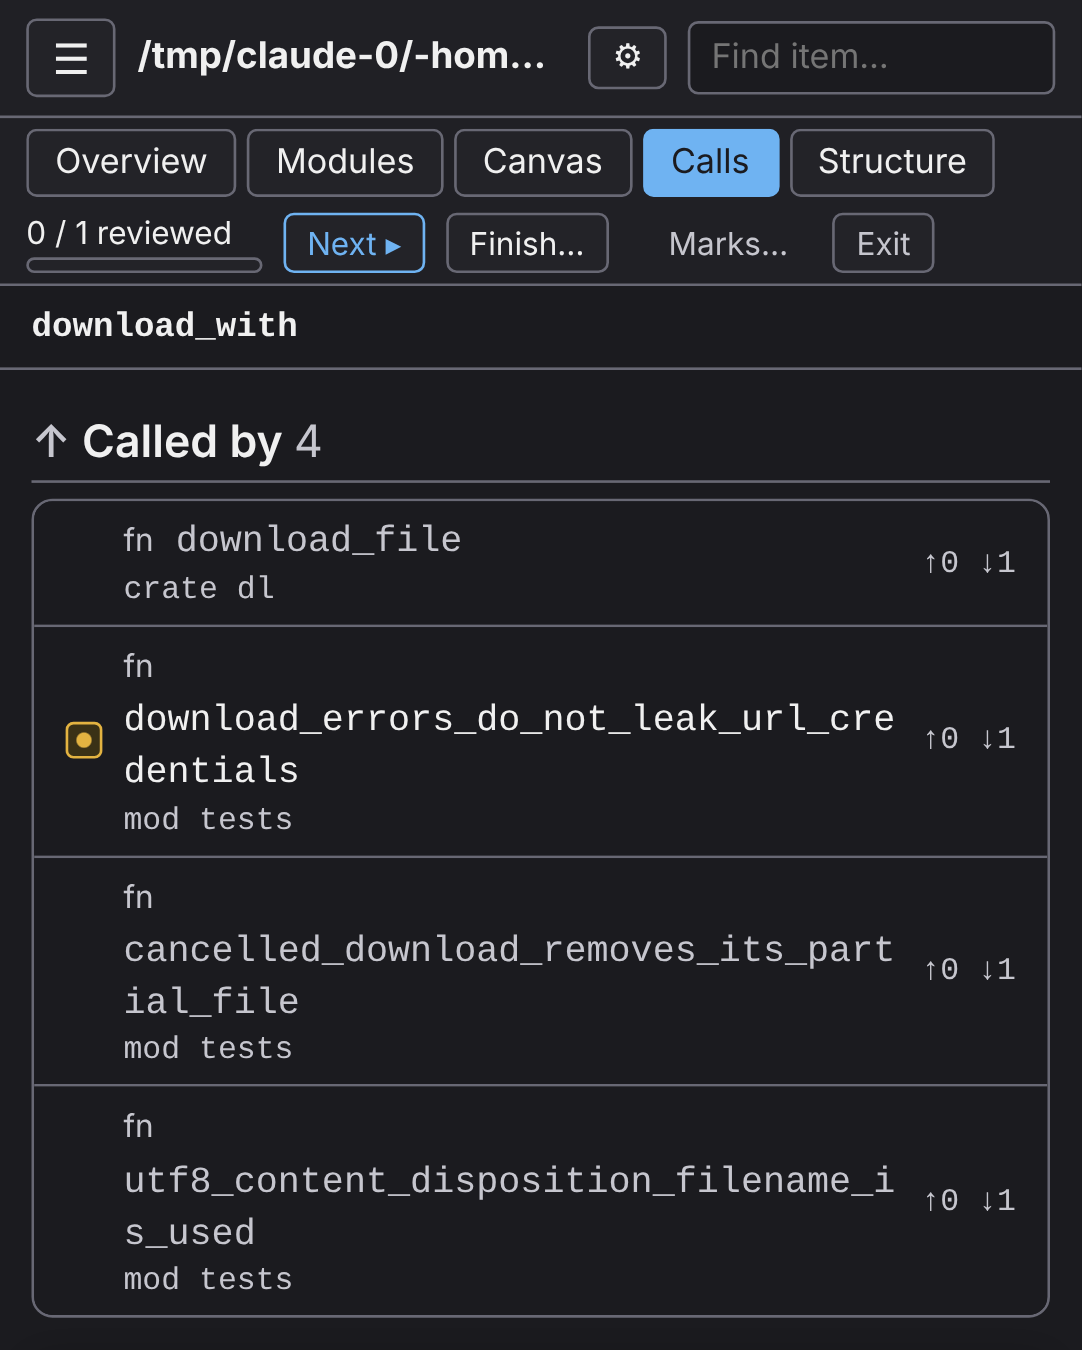 ☰ /tmp/claude-0/-hom... ⚙ Find item...
Overview Modules Canvas Calls Structure
0 / 1 reviewed Next ▸ Finish... Marks... Exit
download_with
↑ Called by 4
fn download_file
crate dl
↑0 ↓1
fn
download_errors_do_not_leak_url_cre
dentials
mod tests
↑0 ↓1
fn
cancelled_download_removes_its_part
ial_file
mod tests
↑0 ↓1
fn
utf8_content_disposition_filename_i
s_used
mod tests
↑0 ↓1